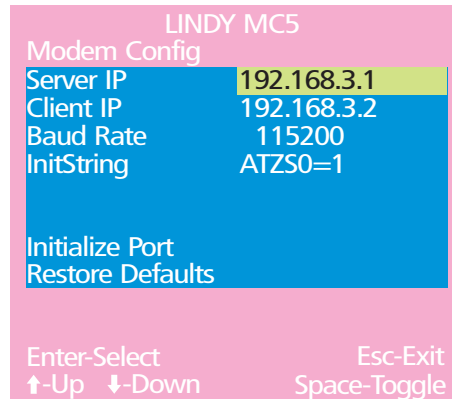 LINDY MC5
Modem Config
Server IP 192.168.3.1
Client IP 192.168.3.2
Baud Rate 115200
InitString ATZS0=1
Initialize Port
Restore Defaults
Enter-Select Esc-Exit
⬆-Up ⬇-Down Space-Toggle